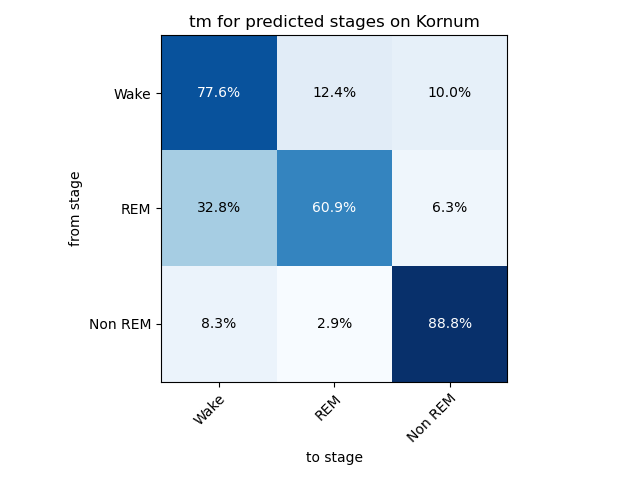 tm for predicted stages on Kornum
Wake 77.6% 12.4% 10.0%
REM 32.8% 60.9% 6.3%
Non REM 8.3% 2.9% 88.8%
from stage
Wake REM Non REM
to stage